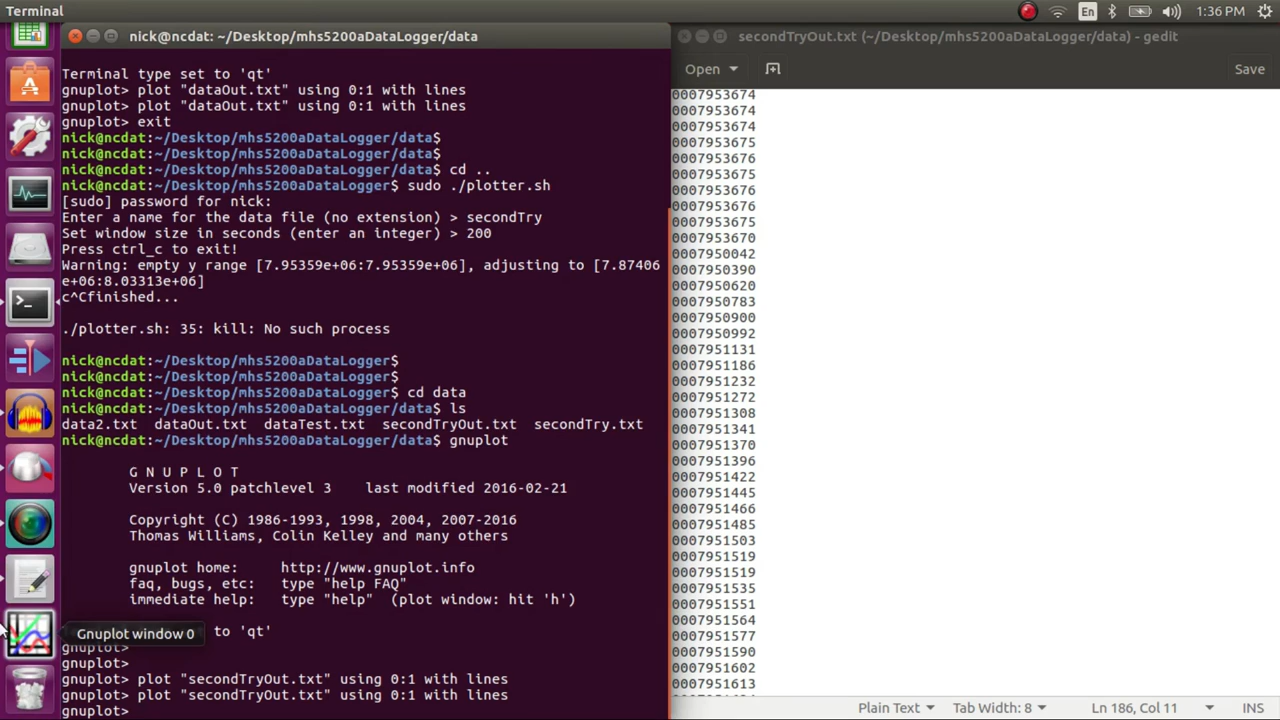 Terminal
En
1:36 PM
nick@ncdat: ~/Desktop/mhs5200aDataLogger/data
Terminal type set to 'qt'
gnuplot> plot "dataOut.txt" using 0:1 with lines
gnuplot> plot "dataOut.txt" using 0:1 with lines
gnuplot> exit
nick@ncdat:~/Desktop/mhs5200aDataLogger/data$
nick@ncdat:~/Desktop/mhs5200aDataLogger/data$
nick@ncdat:~/Desktop/mhs5200aDataLogger/data$ cd ..
nick@ncdat:~/Desktop/mhs5200aDataLogger$ sudo ./plotter.sh
[sudo] password for nick:
Enter a name for the data file (no extension) > secondTry
Set window size in seconds (enter an integer) > 200
Press ctrl_c to exit!
Warning: empty y range [7.95359e+06:7.95359e+06], adjusting to [7.87406
e+06:8.03313e+06]
c^Cfinished...
./plotter.sh: 35: kill: No such process
nick@ncdat:~/Desktop/mhs5200aDataLogger$
nick@ncdat:~/Desktop/mhs5200aDataLogger$
nick@ncdat:~/Desktop/mhs5200aDataLogger$ cd data
nick@ncdat:~/Desktop/mhs5200aDataLogger/data$ ls
data2.txt  dataOut.txt  dataTest.txt  secondTryOut.txt  secondTry.txt
nick@ncdat:~/Desktop/mhs5200aDataLogger/data$ gnuplot
G N U P L O T
Version 5.0 patchlevel 3    last modified 2016-02-21
Copyright (C) 1986-1993, 1998, 2004, 2007-2016
Thomas Williams, Colin Kelley and many others
gnuplot home:     http://www.gnuplot.info
faq, bugs, etc:   type "help FAQ"
immediate help:   type "help"  (plot window: hit 'h')
Gnuplot window 0
to 'qt'
gnuplot>
gnuplot>
gnuplot> plot "secondTryOut.txt" using 0:1 with lines
gnuplot> plot "secondTryOut.txt" using 0:1 with lines
gnuplot>
secondTryOut.txt (~/Desktop/mhs5200aDataLogger/data) - gedit
Open
Save
0007953674
0007953674
0007953674
0007953675
0007953676
0007953675
0007953676
0007953676
0007953675
0007953670
0007950042
0007950390
0007950620
0007950783
0007950900
0007950992
0007951131
0007951186
0007951232
0007951272
0007951308
0007951341
0007951370
0007951396
0007951422
0007951445
0007951466
0007951485
0007951503
0007951519
0007951519
0007951535
0007951551
0007951564
0007951577
0007951590
0007951602
0007951613
Plain Text
Tab Width: 8
Ln 186, Col 11
INS